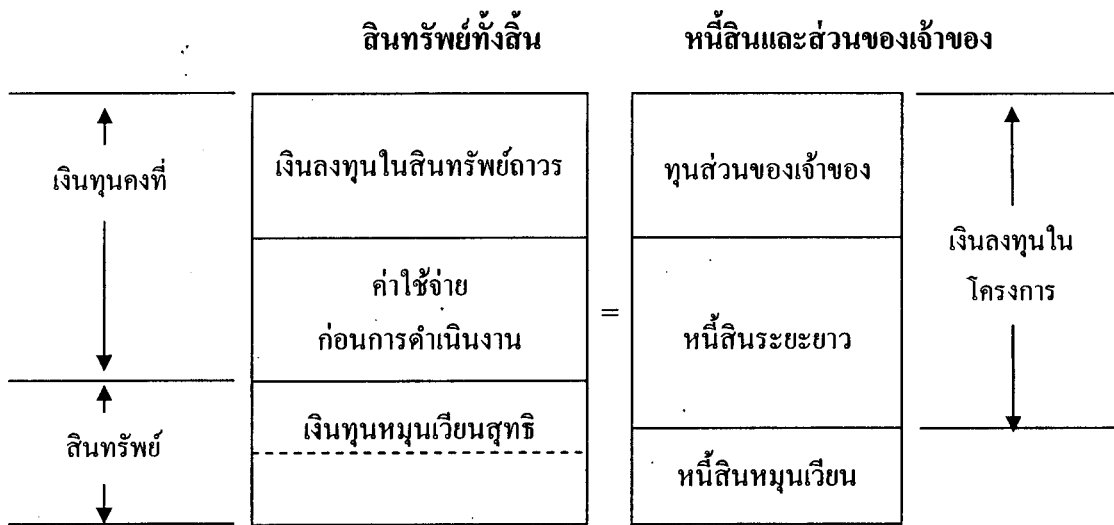 สินทรัพย์ทั้งสิ้น
หนี้สินและส่วนของเจ้าของ
เงินทุนคงที่
เงินลงทุนในสินทรัพย์ถาวร
ทุนส่วนของเจ้าของ
เงินลงทุนใน
โครงการ
ค่าใช้จ่าย
ก่อนการดำเนินงาน
=
หนี้สินระยะยาว
สินทรัพย์
เงินทุนหมุนเวียนสุทธิ
หนี้สินหมุนเวียน